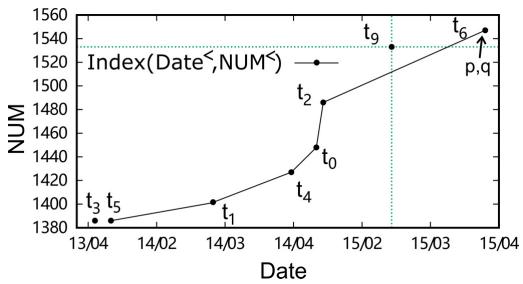 1560
1540
1520
1500
1480
1460
1440
1420
1400
1380
NUM
Index(Date<,NUM<)
t9
t6
p,q
t2
t0
t4
t1
t3 t5
13/04 14/02 14/03 14/04 15/02 15/03 15/04
Date